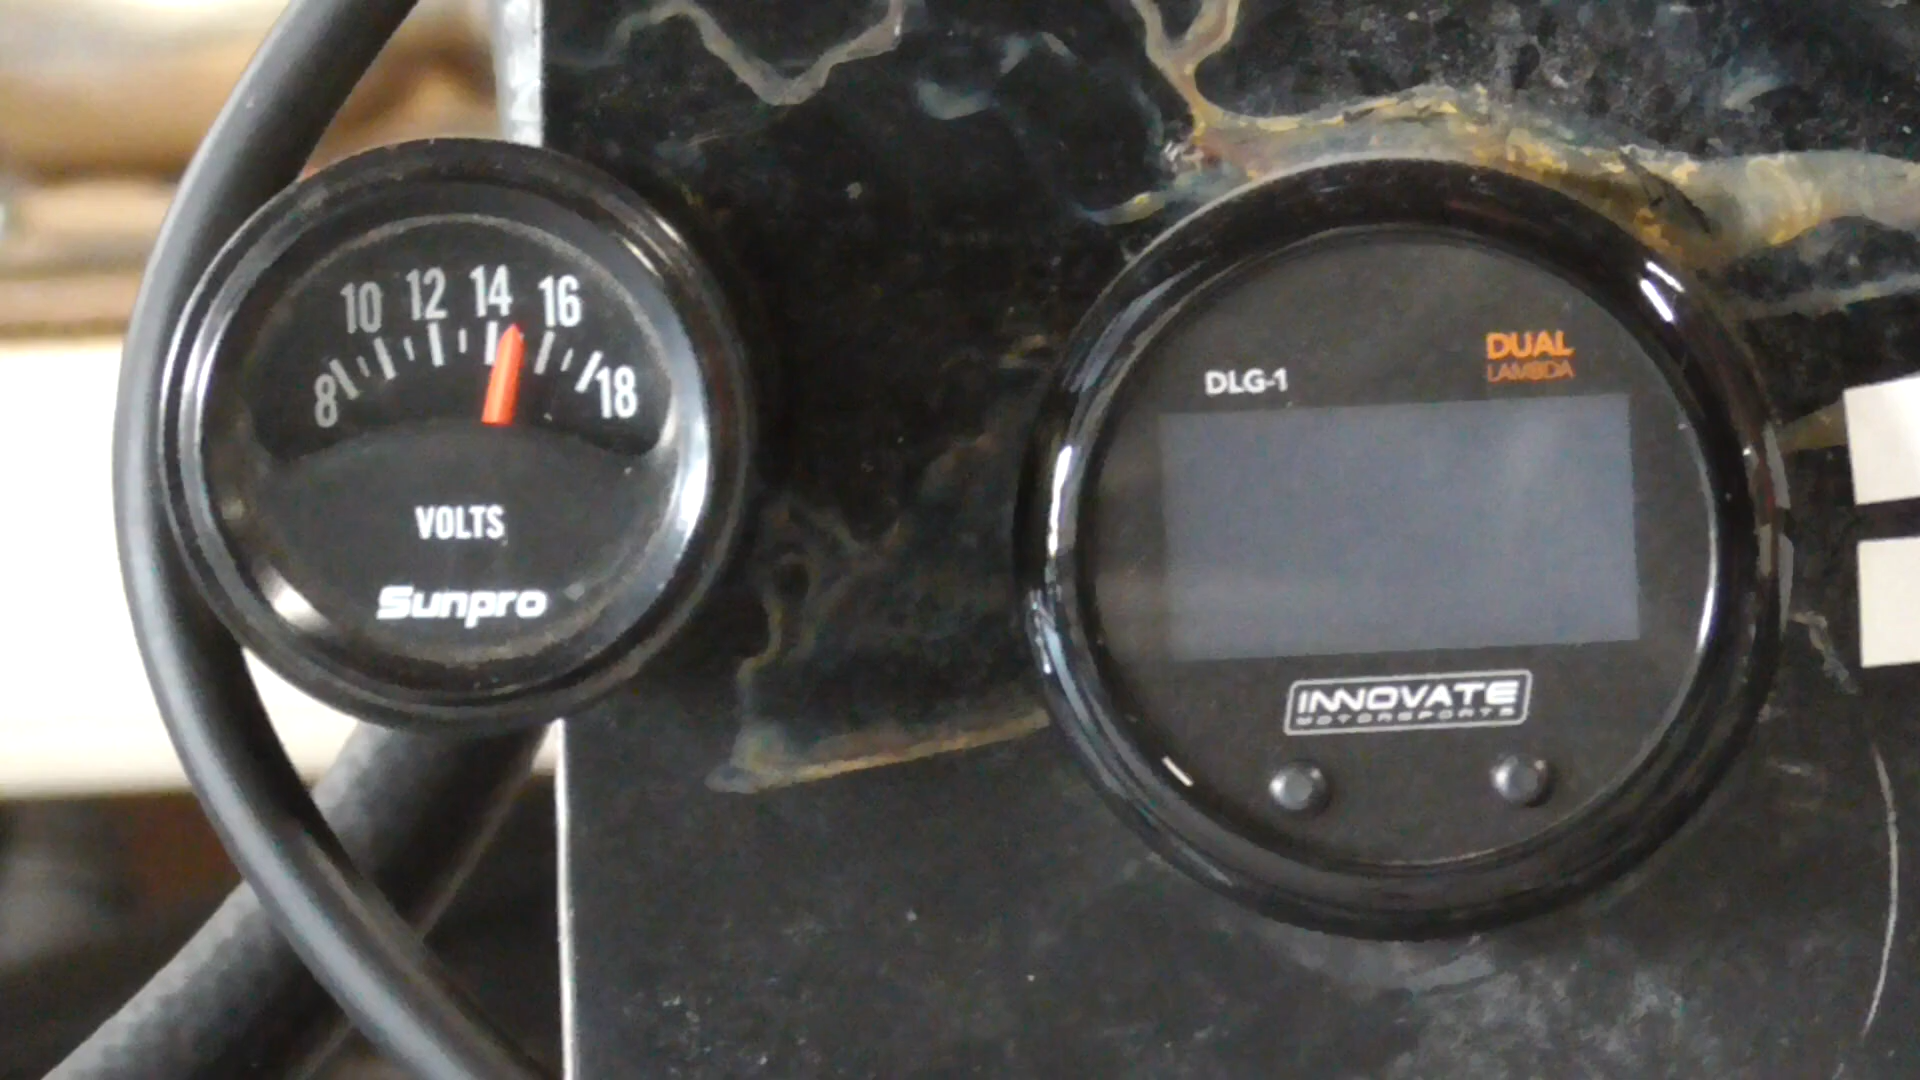 8 10 12 14 16 18
VOLTS
Sunpro
DLG-1
DUAL
LAMBDA
INNOVATE
MOTORSPORTS